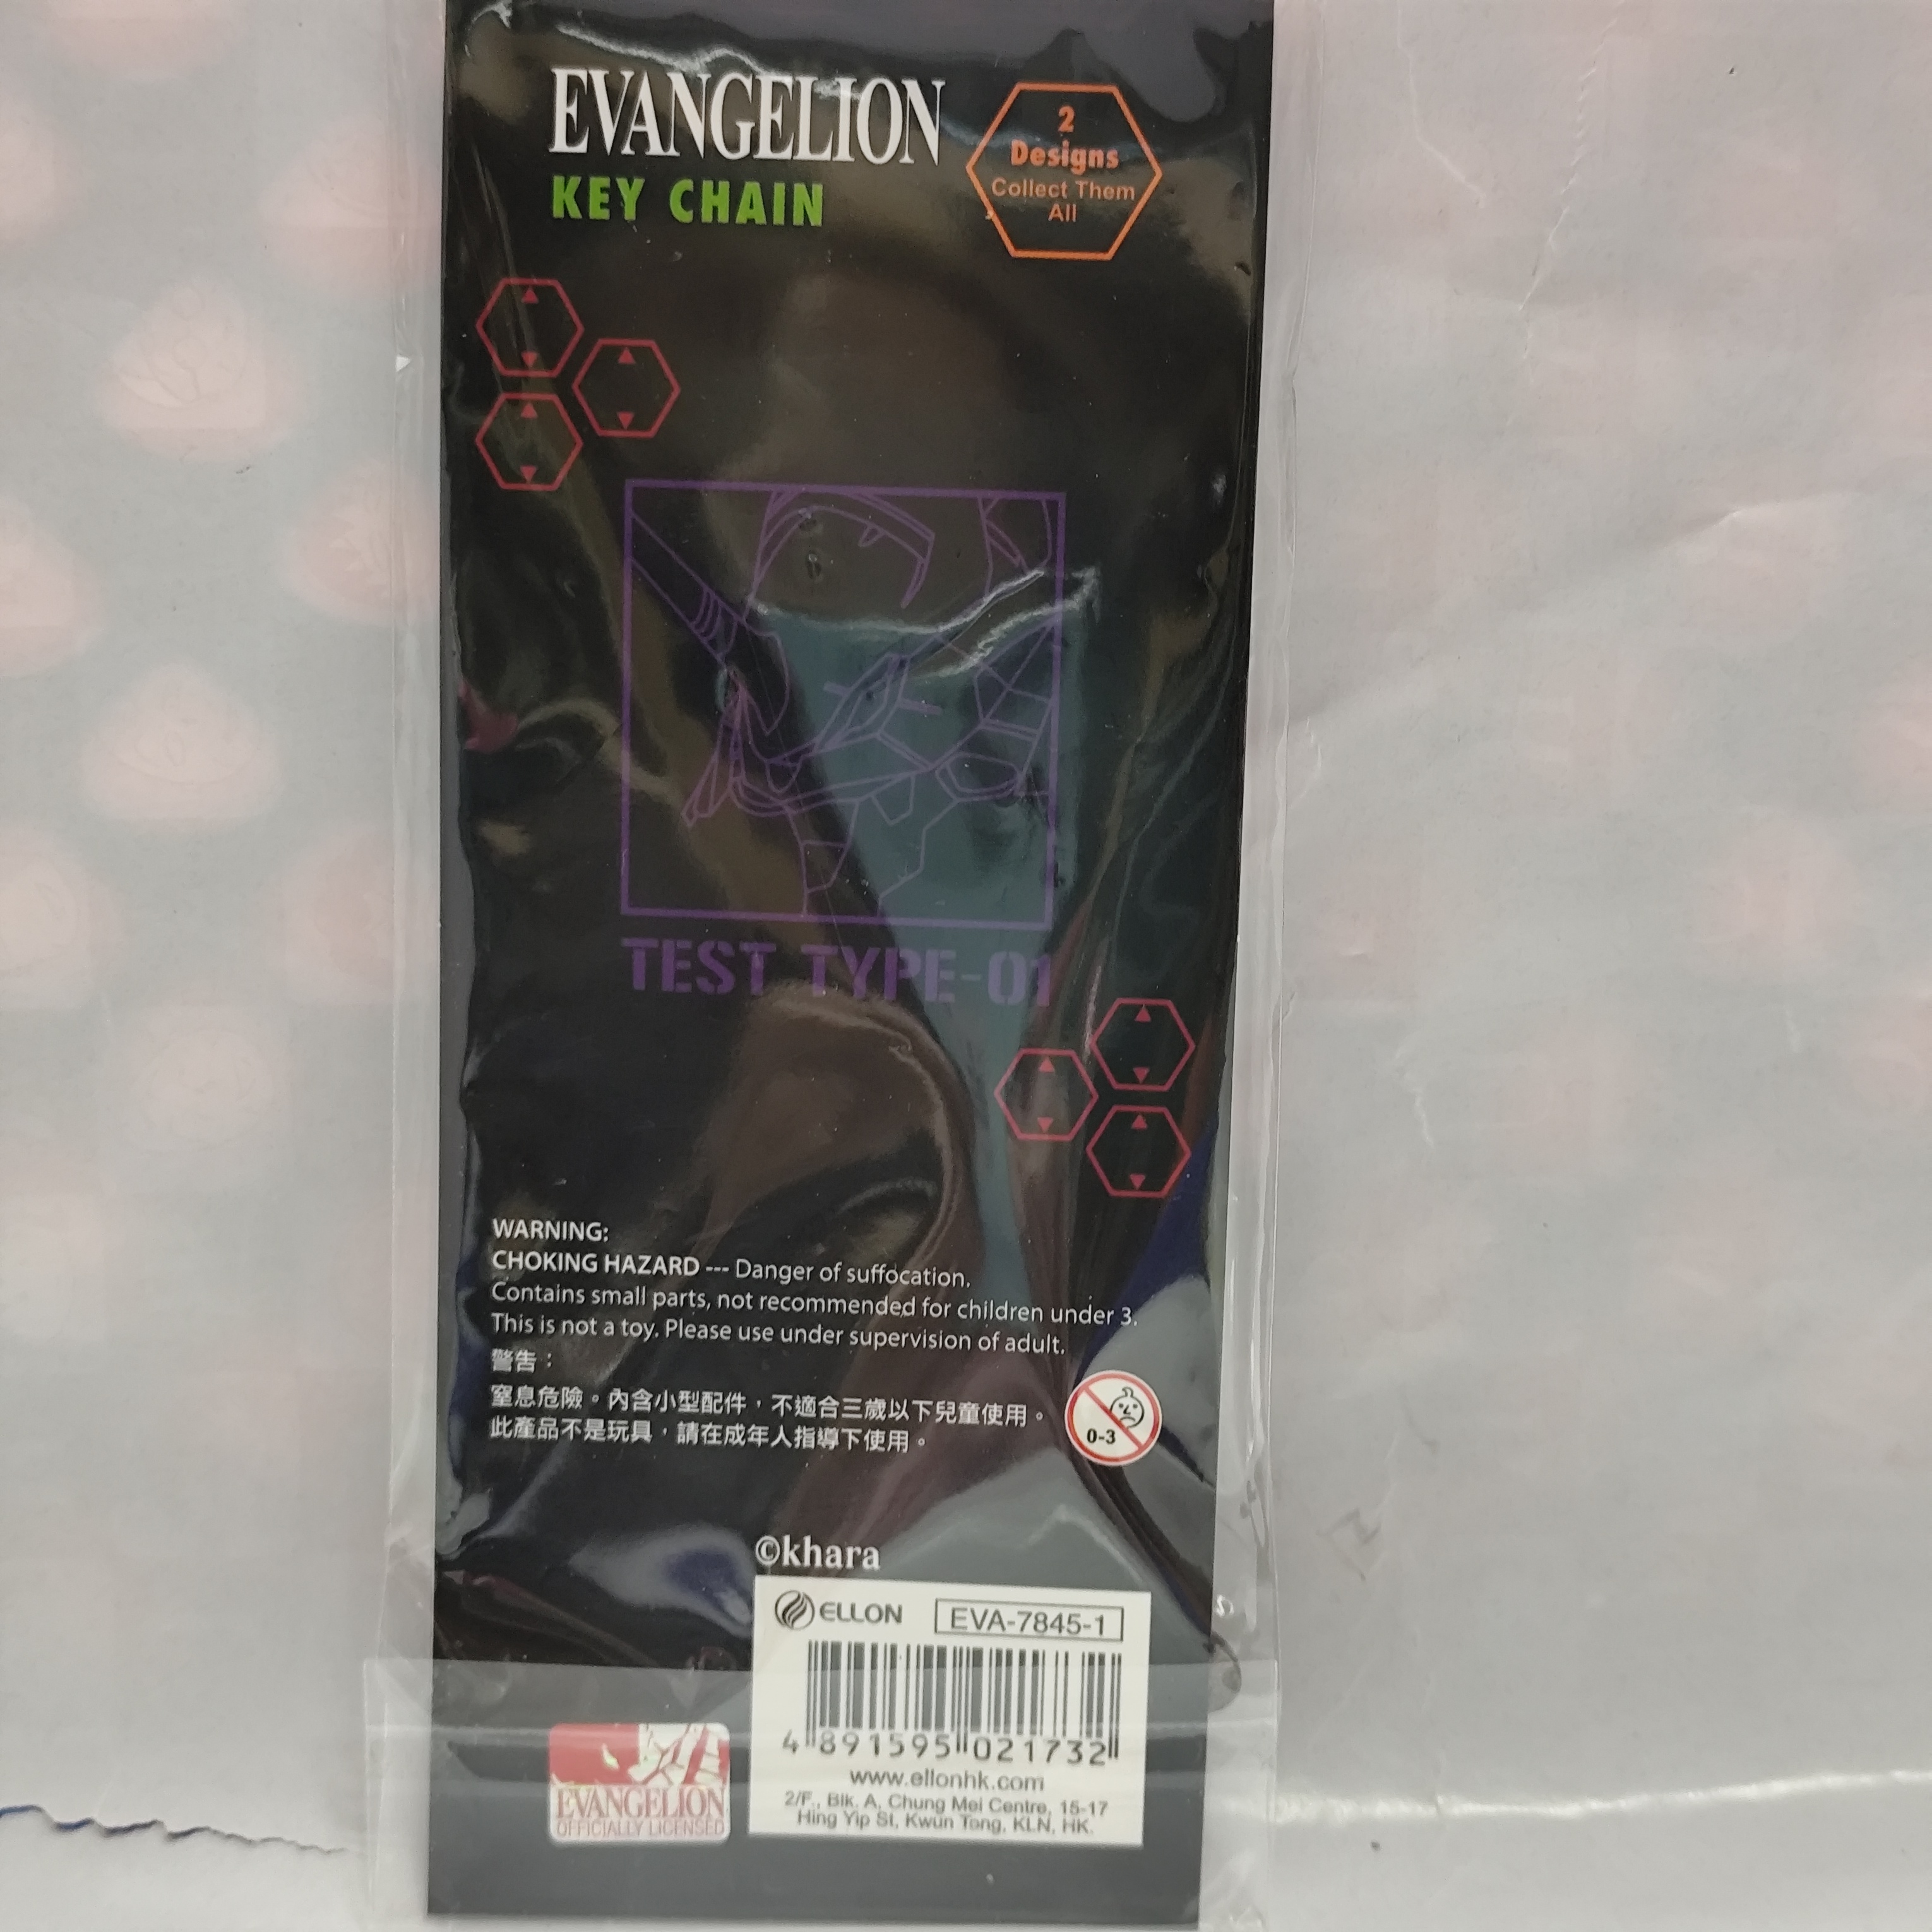 EVANGELION
KEY CHAIN
2
Designs
Collect Them
All
TEST TYPE-01
WARNING:
CHOKING HAZARD --- Danger of suffocation.
Contains small parts, not recommended for children under 3.
This is not a toy. Please use under supervision of adult.
警告：
窒息危險。內含小型配件，不適合三歲以下兒童使用。
此產品不是玩具，請在成年人指導下使用。
0-3
©khara
ELLON
EVA-7845-1
4 891595 021732
www.ellonhk.com
2/F., Blk. A, Chung Mei Centre, 15-17
Hing Yip St, Kwun Tong, KLN, HK.
EVANGELION
OFFICIALLY LICENSED